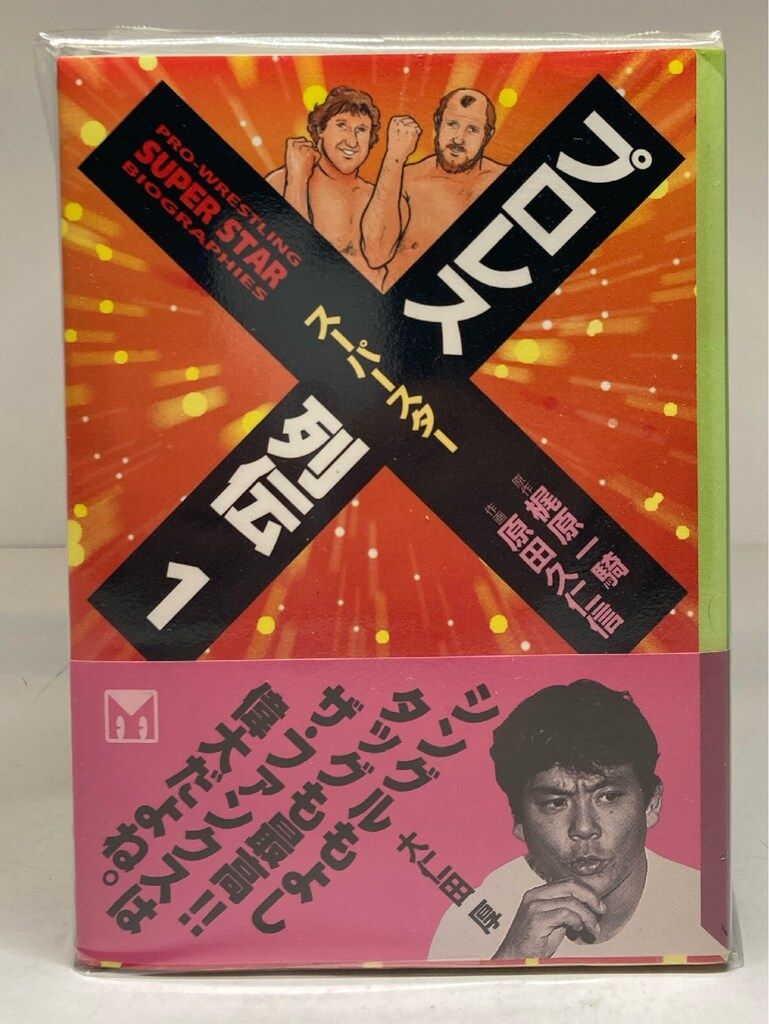 PRO-WRESTLING
SUPER STAR
BIOGRAPHIES
プロレス
スーパースター
列伝
1
原作 梶原一騎
作画 原田久仁信
シングルもよし
タッグも最高!!
ザ・ファンクスは
偉大だよね。
大仁田 厚